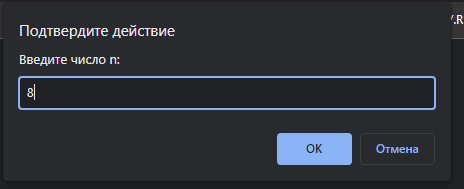 Подтвердите действие
Введите число n:
8
OK
Отмена